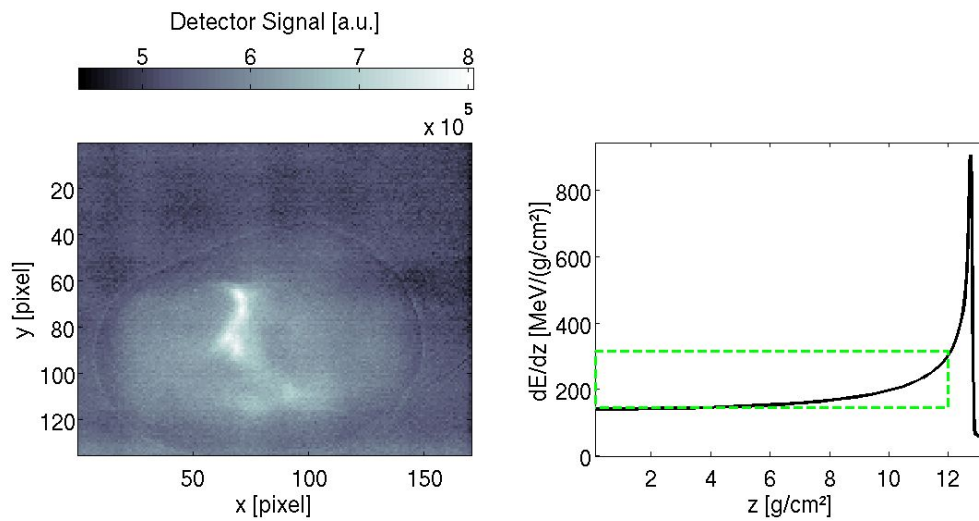 Detector Signal [a.u.]
5 6 7 8
x 10^5
20
40
60
80
100
120
y [pixel]
50 100 150
x [pixel]
800
600
400
200
0
dE/dz [MeV/(g/cm²)]
2 4 6 8 10 12
z [g/cm²]